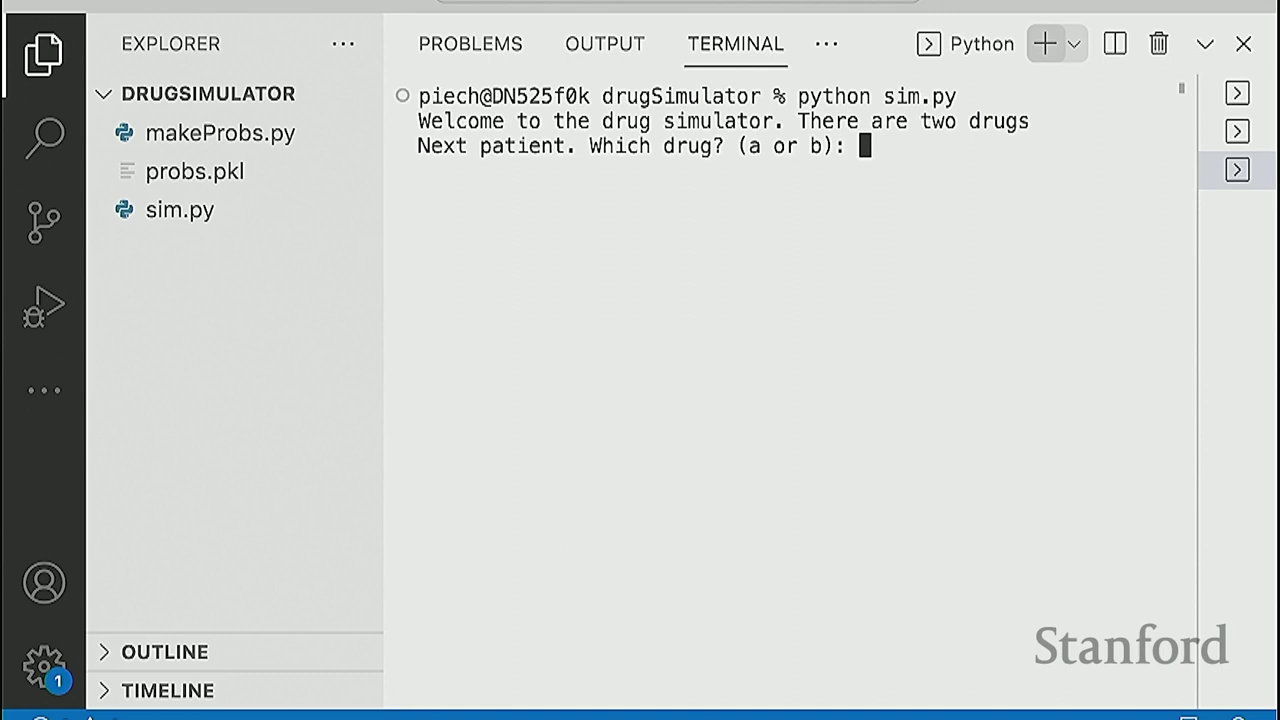 EXPLORER
DRUGSIMULATOR
makeProbs.py
probs.pkl
sim.py
OUTLINE
TIMELINE
1
PROBLEMS OUTPUT TERMINAL
Python
piech@DN525f0k drugSimulator % python sim.py
Welcome to the drug simulator. There are two drugs
Next patient. Which drug? (a or b):
Stanford